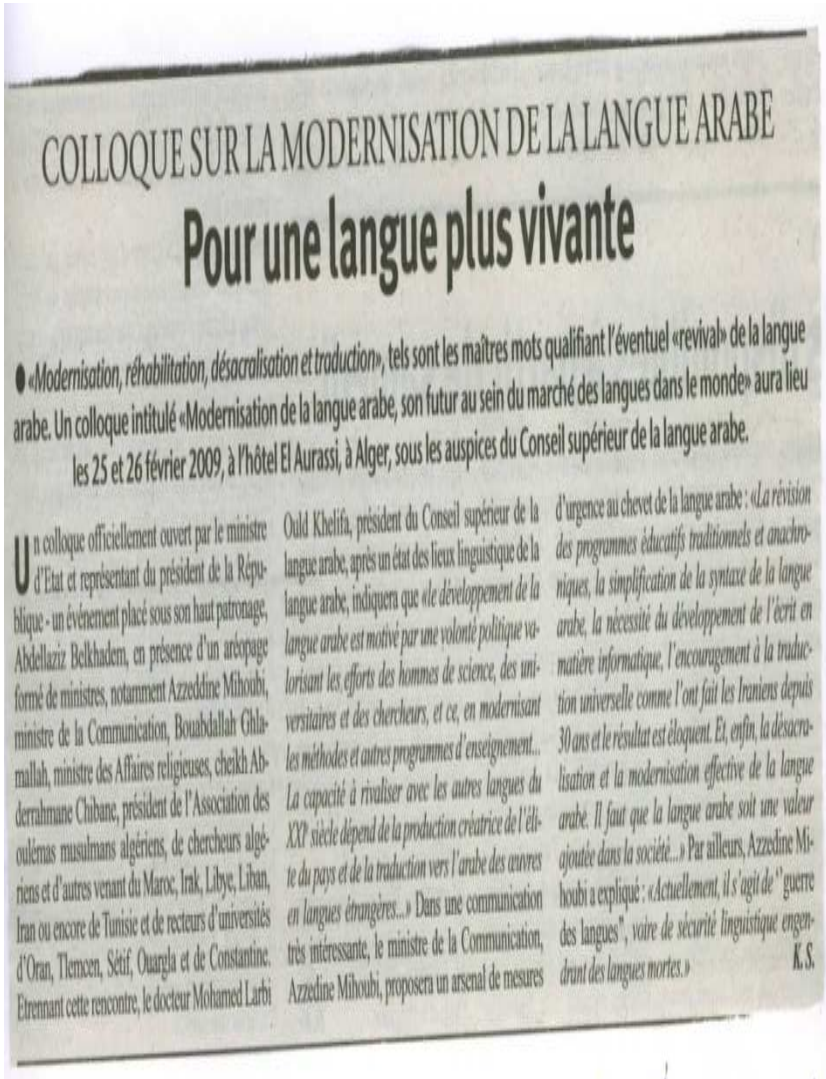 COLLOQUE SUR LA MODERNISATION DE LA LANGUE ARABE
Pour une langue plus vivante
● «Modernisation, réhabilitation, désacralisation et traduction», tels sont les maîtres mots qualifiant l'éventuel «revival» de la langue
arabe. Un colloque intitulé «Modernisation de la langue arabe, son futur au sein du marché des langues dans le monde» aura lieu
les 25 et 26 février 2009, à l'hôtel El Aurassi, à Alger, sous les auspices du Conseil supérieur de la langue arabe.
Un colloque officiellement ouvert par le ministre
d'Etat et représentant du président de la Répu-
blique - un événement placé sous son haut patronage,
Abdellaziz Belkhadem, en présence d'un aréopage
formé de ministres, notamment Azzeddine Mihoubi,
ministre de la Communication, Bouabdallah Ghla-
mallah, ministre des Affaires religieuses, cheikh Ab-
derrahmane Chibane, président de l'Association des
oulémas musulmans algériens, de chercheurs algé-
riens et d'autres venant du Maroc, Irak, Libye, Liban,
Iran ou encore de Tunisie et de recteurs d'universités
d'Oran, Tlemcen, Sétif, Ouargla et de Constantine.
Etrennant cette rencontre, le docteur Mohamed Larbi
Ould Khelifa, président du Conseil supérieur de la
langue arabe, après un état des lieux linguistique de la
langue arabe, indiquera que «le développement de la
langue arabe est motivé par une volonté politique va-
lorisant les efforts des hommes de science, des uni-
versitaires et des chercheurs, et ce, en modernisant
les méthodes et autres programmes d'enseignement...
La capacité à rivaliser avec les autres langues du
XXIe siècle dépend de la production créatrice de l'éli-
te du pays et de la traduction vers l'arabe des œuvres
en langues étrangères...» Dans une communication
très intéressante, le ministre de la Communication,
Azzedine Mihoubi, proposera un arsenal de mesures
d'urgence au chevet de la langue arabe : «La révision
des programmes éducatifs traditionnels et anachro-
niques, la simplification de la syntaxe de la langue
arabe, la nécessité du développement de l'écrit en
matière informatique, l'encouragement à la traduc-
tion universelle comme l'ont fait les Iraniens depuis
30 ans et le résultat est éloquent. Et, enfin, la désacra-
lisation et la modernisation effective de la langue
arabe. Il faut que la langue arabe soit une valeur
ajoutée dans la société...» Par ailleurs, Azzedine Mi-
houbi a expliqué : «Actuellement, il s'agit de "guerre
des langues", voire de sécurité linguistique engen-
drant des langues mortes.»
K. S.